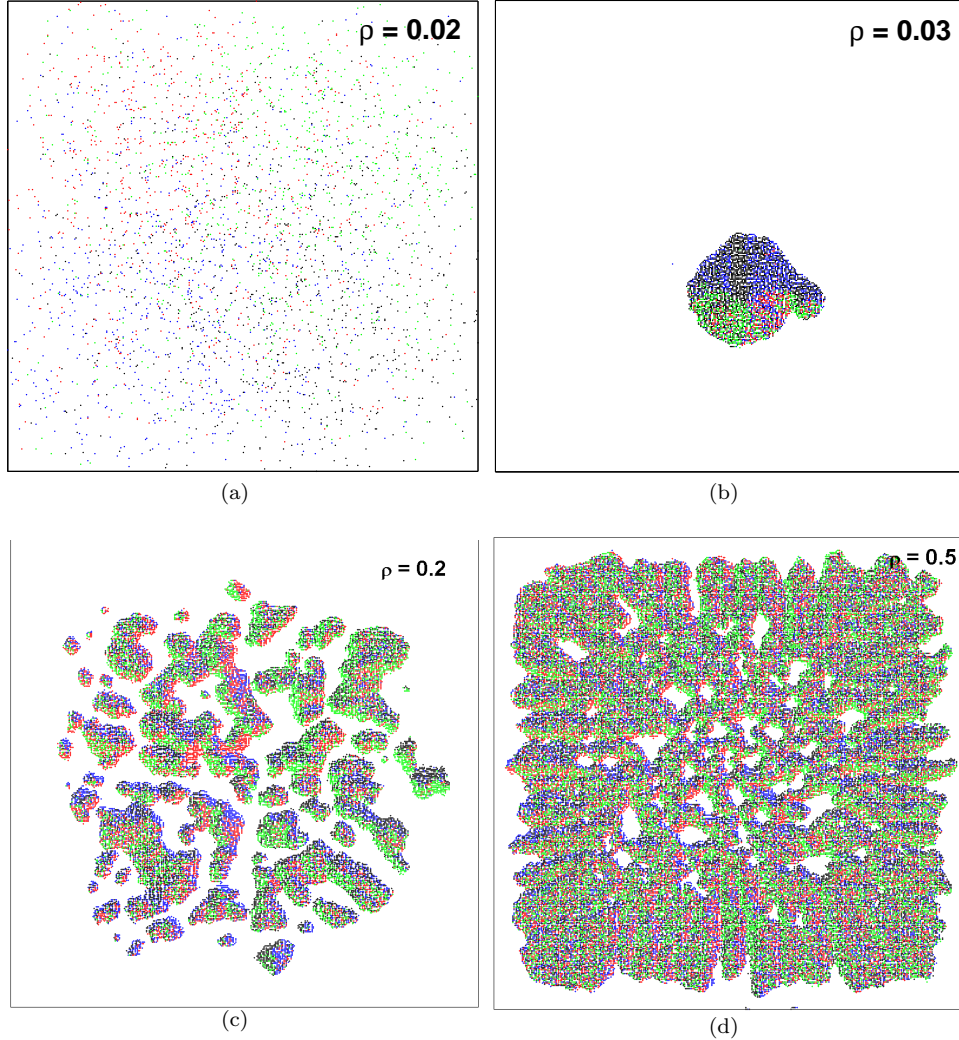 ρ = 0.02
ρ = 0.03
(a)
(b)
ρ = 0.2
ρ = 0.5
(c)
(d)